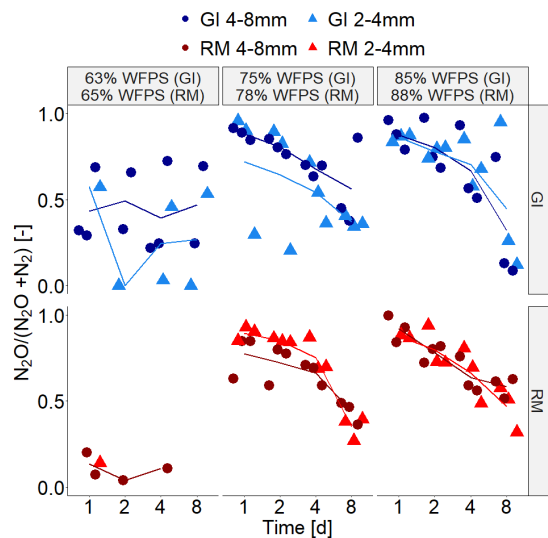 GI 4-8mm GI 2-4mm
RM 4-8mm RM 2-4mm
63% WFPS (GI) 75% WFPS (GI) 85% WFPS (GI)
65% WFPS (RM) 78% WFPS (RM) 88% WFPS (RM)
N₂O/(N₂O +N₂) [-]
1.0
0.5
0.0
GI
1.0
0.5
0.0
RM
1 2 4 8 1 2 4 8 1 2 4 8
Time [d]